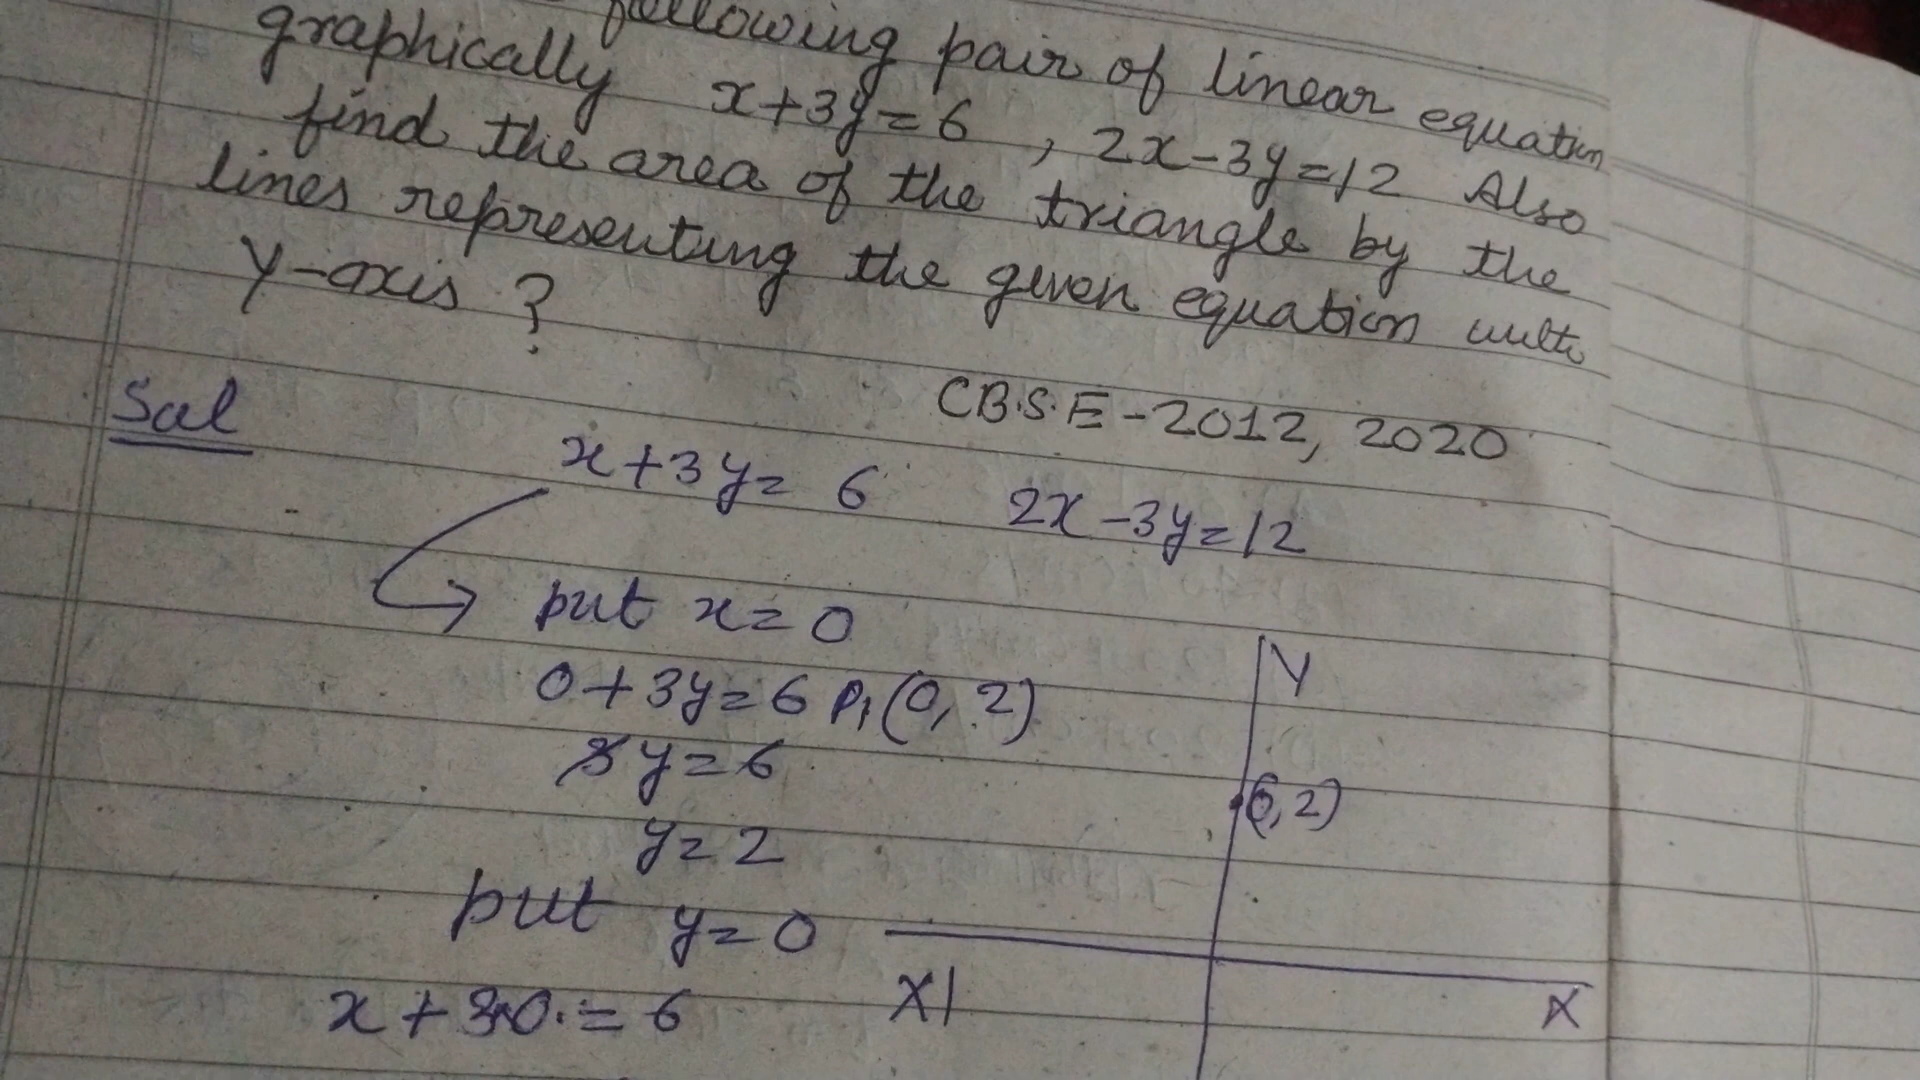 following pair of linear equation
graphically x+3y=6, 2x-3y=12 Also
find the area of the triangle by the
lines representing the given equation with
Y-axis ?
C.B.S.E-2012, 2020
Sol
x+3y=6 2x-3y=12
put x=0
0+3y=6 P₁(0, 2)
3y=6
y=2
put y=0
x+3×0=6
Y
(0,2)
X|
X